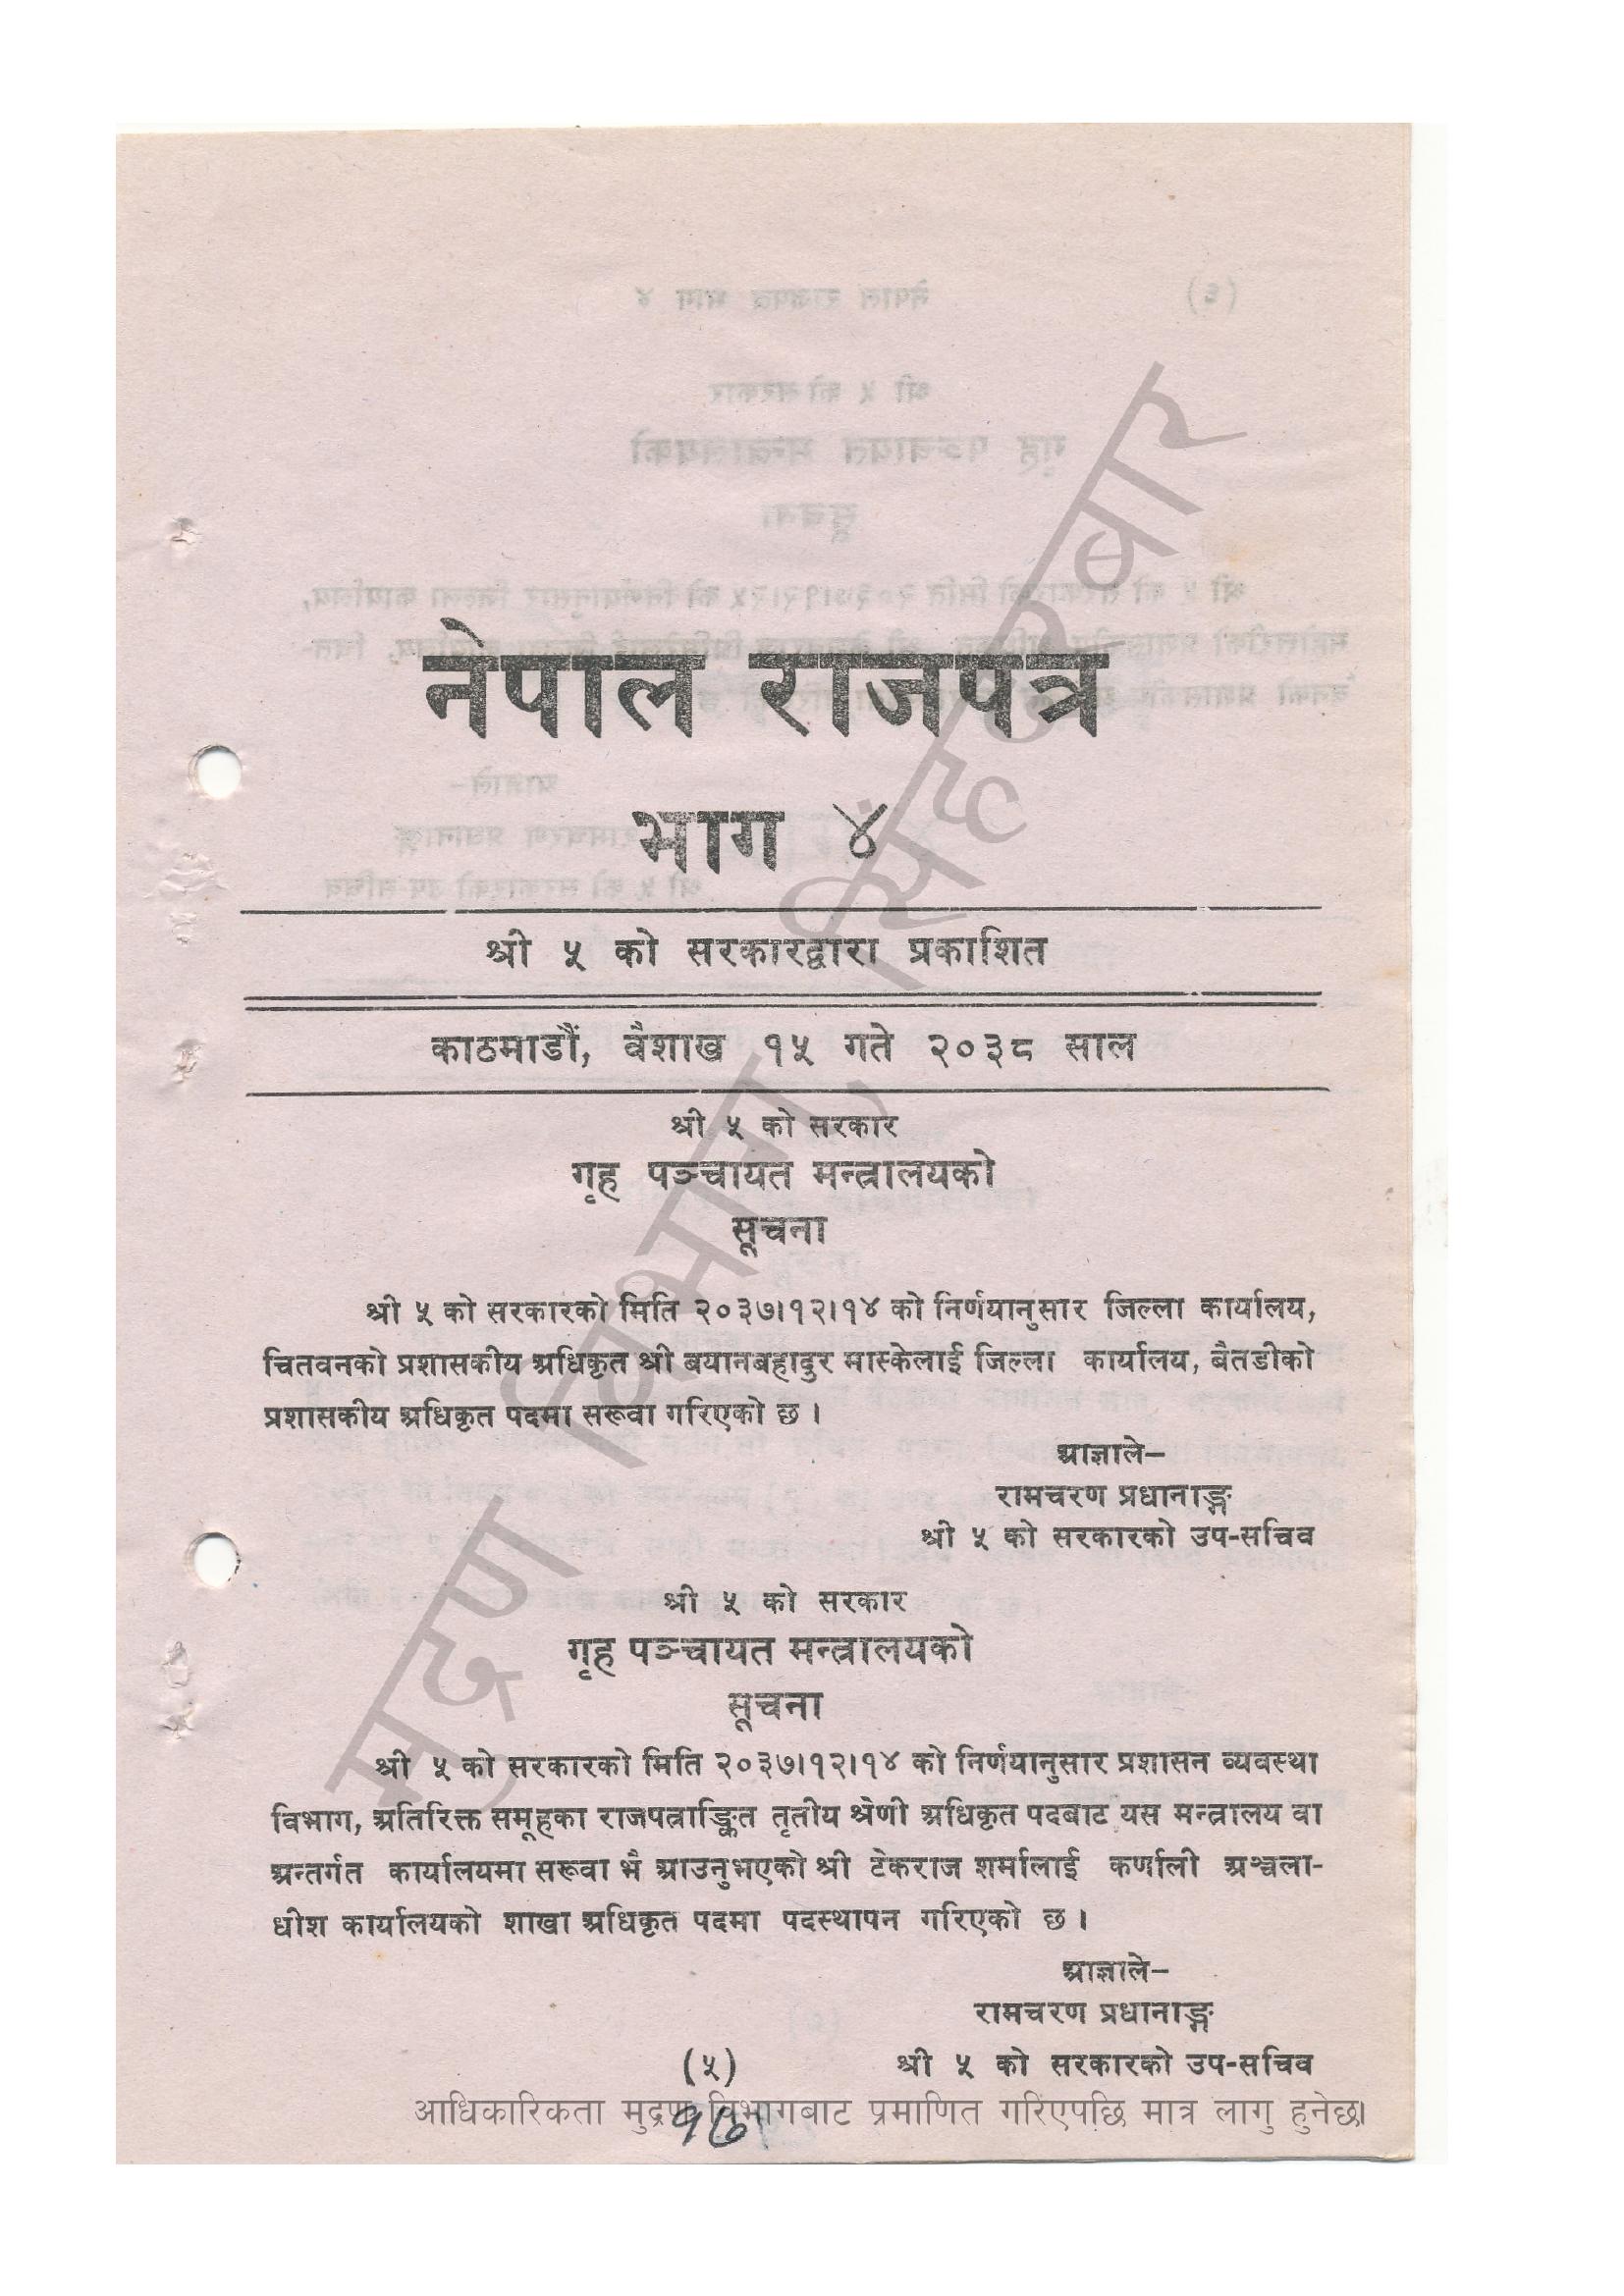 नेपाल राजपत्र
भाग ४
श्री ५ को सरकारद्वारा प्रकाशित
काठमाडौं, वैशाख १५ गते २०३८ साल
श्री ५ को सरकार
गृह पञ्चायत मन्त्रालयको
सूचना
श्री ५ को सरकारको मिति २०३७।१२।१४ को निर्णयानुसार जिल्ला कार्यालय,
चितवनको प्रशासकीय अधिकृत श्री बयानबहादुर मास्केलाई जिल्ला कार्यालय, बैतडीको
प्रशासकीय अधिकृत पदमा सरूवा गरिएको छ ।
आज्ञाले–
रामचरण प्रधानाङ्ग
श्री ५ को सरकारको उप-सचिव
श्री ५ को सरकार
गृह पञ्चायत मन्त्रालयको
सूचना
श्री ५ को सरकारको मिति २०३७।१२।१४ को निर्णयानुसार प्रशासन व्यवस्था
विभाग, अतिरिक्त समूहका राजपत्राङ्कित तृतीय श्रेणी अधिकृत पदबाट यस मन्त्रालय वा
अन्तर्गत कार्यालयमा सरूवा भै आउनुभएको श्री टेकराज शर्मालाई कर्णाली अञ्चला-
धीश कार्यालयको शाखा अधिकृत पदमा पदस्थापन गरिएको छ ।
आज्ञाले–
रामचरण प्रधानाङ्ग
श्री ५ को सरकारको उप-सचिव
(५)
आधिकारिकता मुद्रण विभागबाट प्रमाणित गरिएपछि मात्र लागु हुनेछ।
मुद्रण विभाग, सिंहदरबार